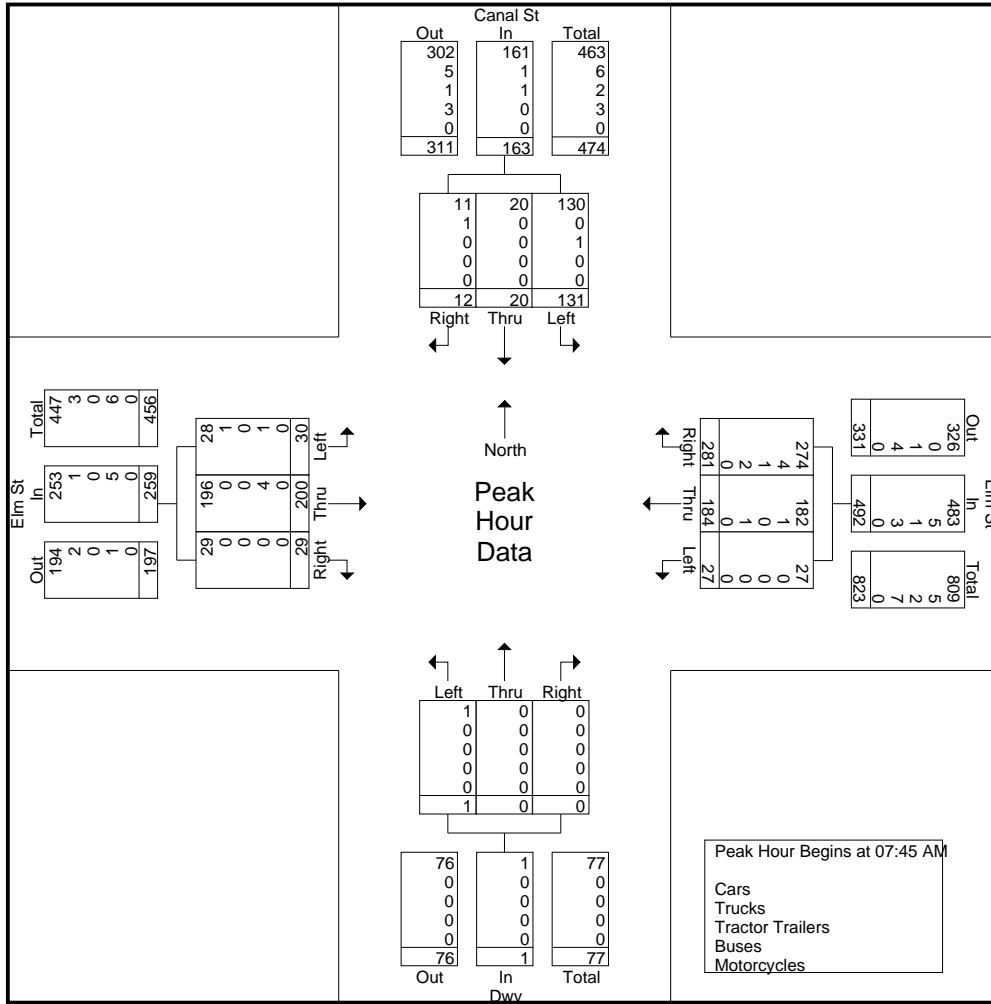 Canal St
Out In Total
302 161 463
5 1 6
1 1 2
3 0 3
0 0 0
311 163 474
11 20 130
1 0 0
0 0 1
0 0 0
0 0 0
12 20 131
Right Thru Left
Elm St
Total
447 3 0 6 0 456
In
253 1 0 5 0 259
Out
194 2 0 1 0 197
28 1 0 1 0 30
Left
196 0 0 4 0 200
Thru
29 0 0 0 0 29
Right
North
Peak
Hour
Data
Right
274 4 1 2 0 281
Thru
182 1 0 1 0 184
Left
27 0 0 0 0 27
Elm St
Out
326 0 1 4 0 331
In
483 5 1 3 0 492
Total
809 5 2 7 0 823
Left Thru Right
1 0 0
0 0 0
0 0 0
0 0 0
0 0 0
1 0 0
76 1 77
0 0 0
0 0 0
0 0 0
0 0 0
76 1 77
Out In Total
Dwy
Peak Hour Begins at 07:45 AM
Cars
Trucks
Tractor Trailers
Buses
Motorcycles